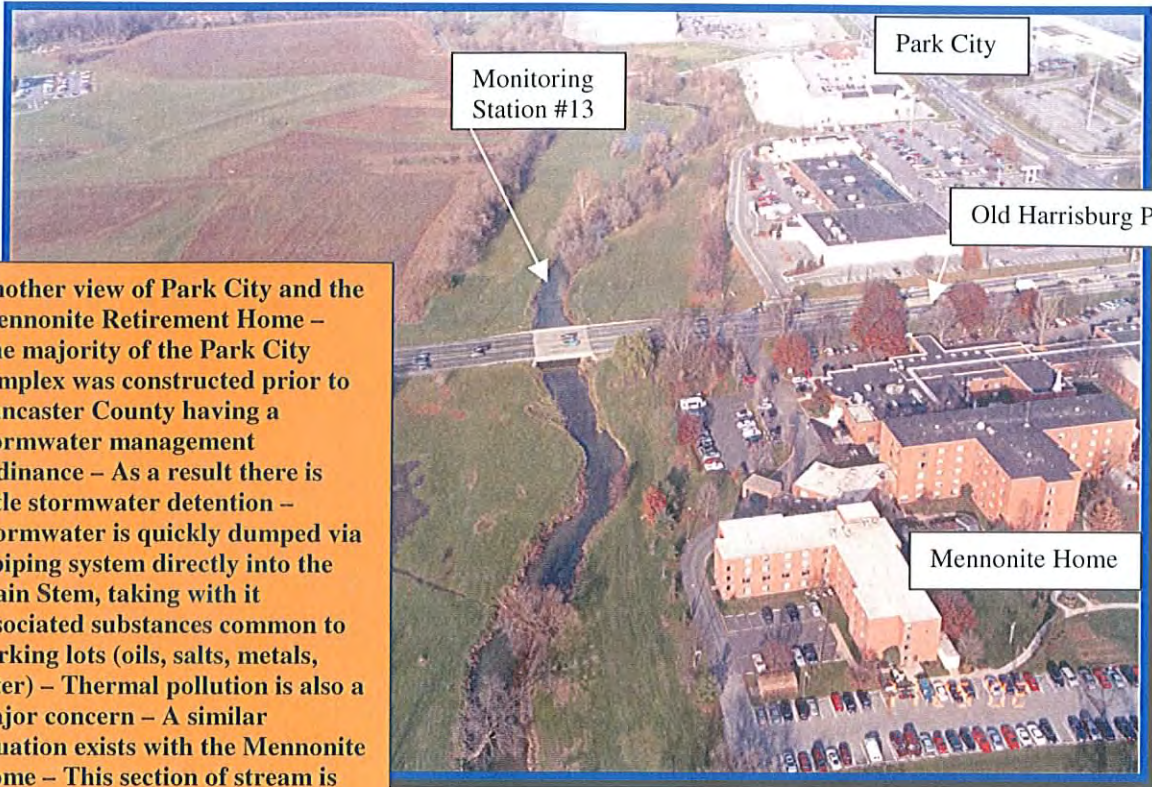 Park City
Monitoring
Station #13
Old Harrisburg P
nother view of Park City and the
ennonite Retirement Home –
he majority of the Park City
omplex was constructed prior to
ancaster County having a
ormwater management
dinance – As a result there is
tle stormwater detention –
ormwater is quickly dumped via
piping system directly into the
ain Stem, taking with it
sociated substances common to
rking lots (oils, salts, metals,
ter) – Thermal pollution is also a
ajor concern – A similar
uation exists with the Mennonite
ome – This section of stream is
Mennonite Home